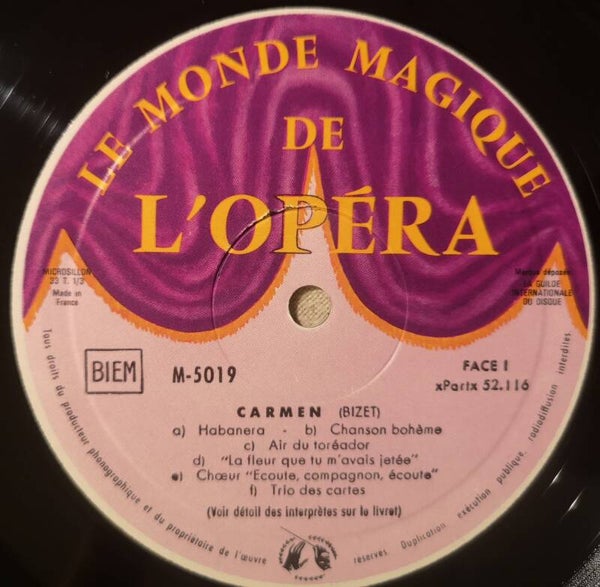 LE MONDE MAGIQUE
DE
L'OPÉRA
MICROSILLON
33 T. 1/3
Made in
France
Marque déposée
LA GUILDE
INTERNATIONALE
DU DISQUE
BIEM
M-5019
FACE I
xPartx 52.116
CARMEN (BIZET)
a) Habanera - b) Chanson bohème
c) Air du toréador
d) "La fleur que tu m'avais jetée"
e) Chœur "Ecoute, compagnon, écoute"
f) Trio des cartes
(Voir détail des interprètes sur le livret)
Tous droits du producteur phonographique et du propriétaire de l'œuvre réservés. Duplication, exécution publique, radiodiffusion interdites.